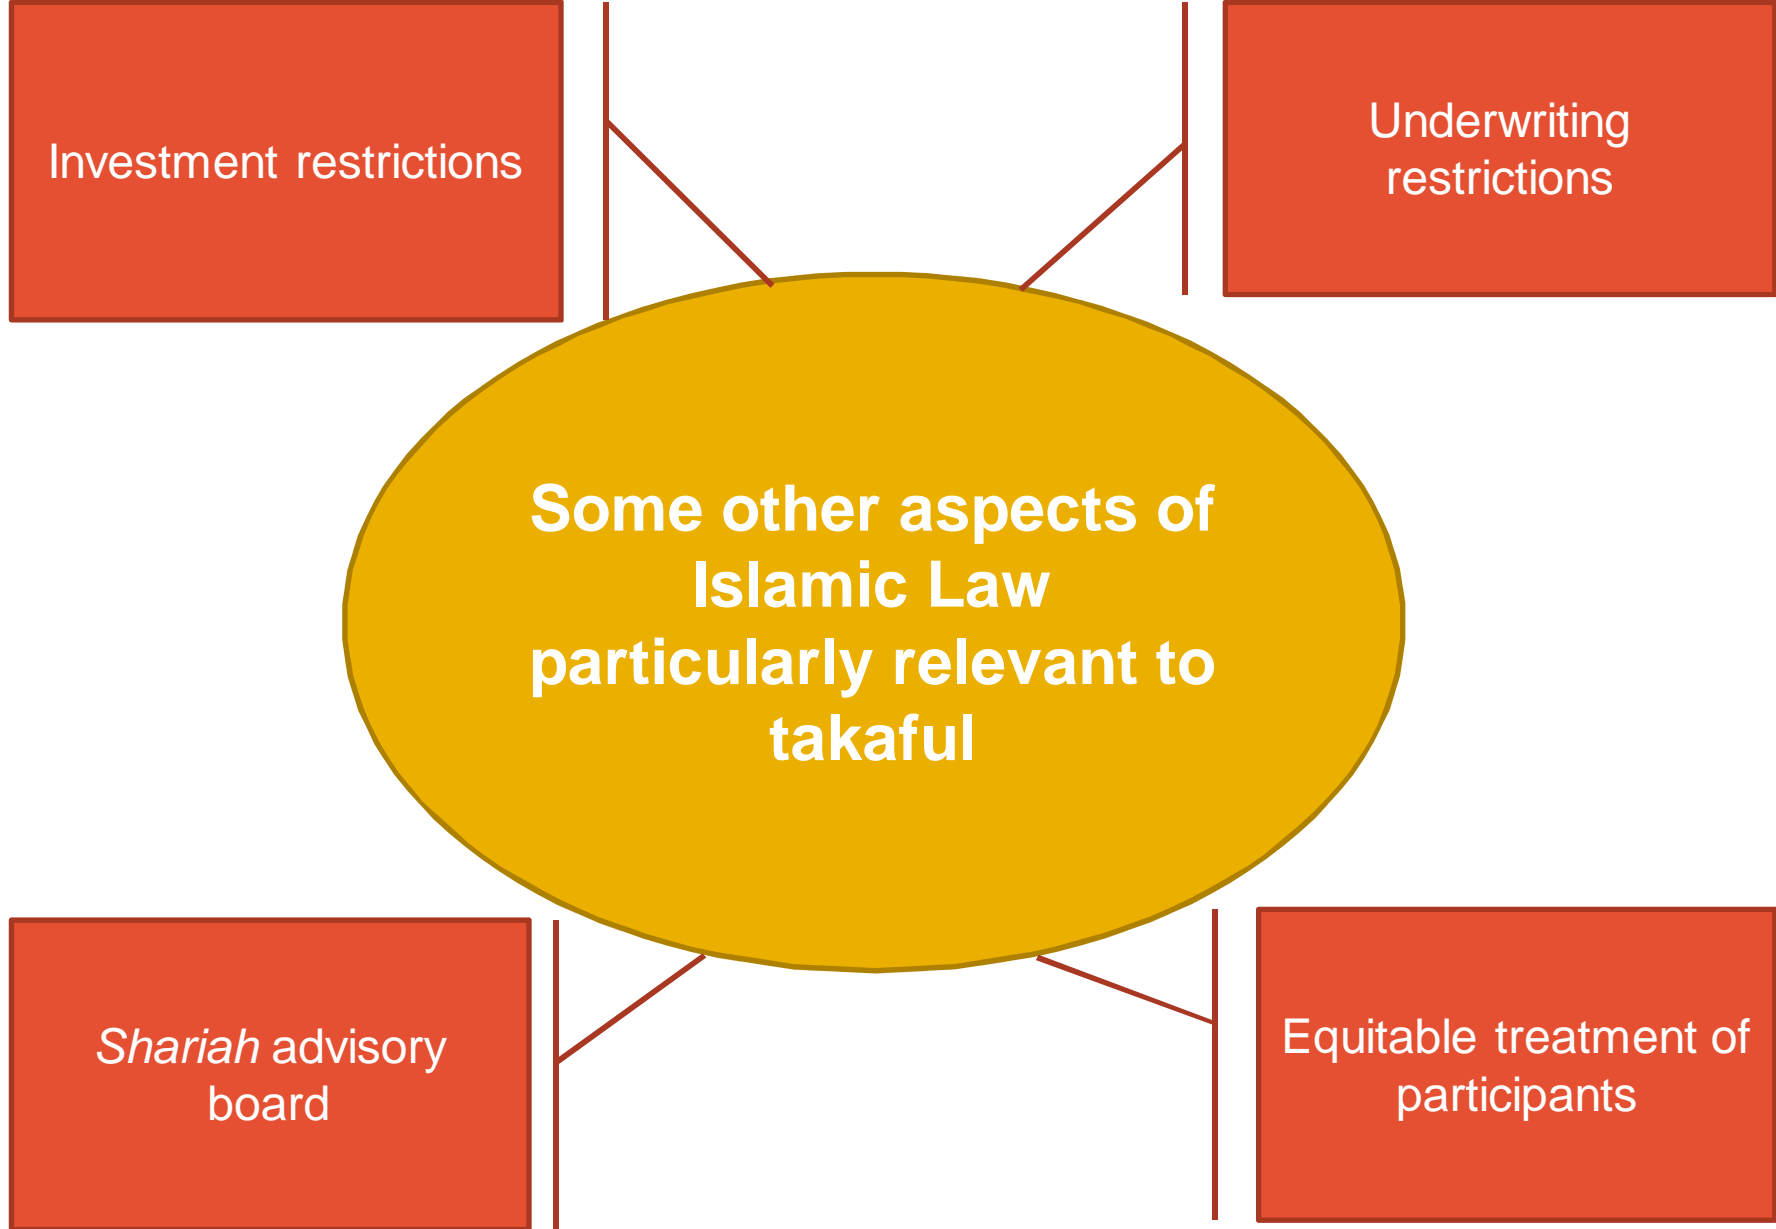 Investment restrictions
Underwriting
restrictions
Some other aspects of
Islamic Law
particularly relevant to
takaful
Shariah advisory
board
Equitable treatment of
participants